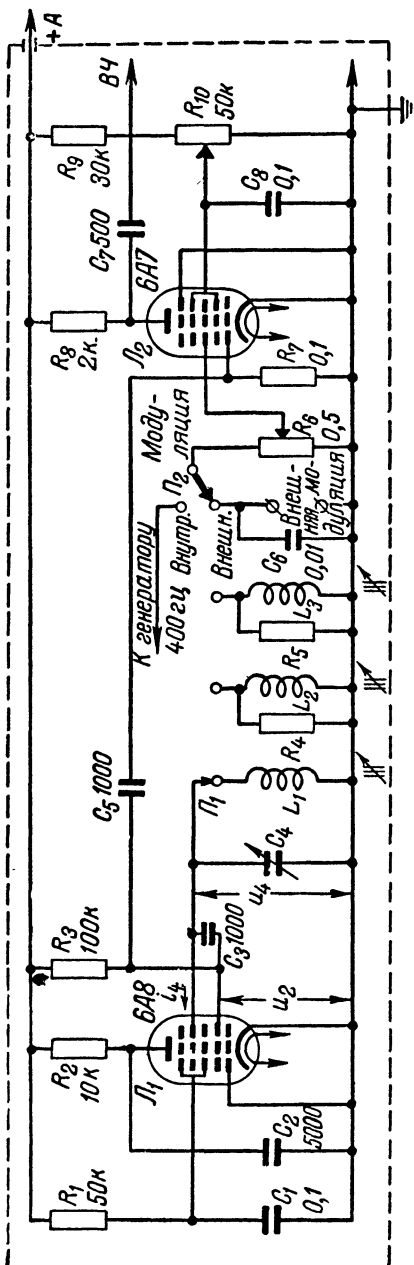 +А
ВЧ
R1
50к
R2
10к
R3
100к
R8
2к.
R9
30к
R10
50к
C7 500
C5 1000
К генератору
400 гц
Внутр.
П2
Моду-
ляция
Внешн.
6А8
Л1
i4
C3 1000
6А7
Л2
П1
u2
u4
C1
0,1
C2
5000
C4
L1
R4
L2
R5
L3
C6
0,01
Внеш-
няя мо-
дуляция
R6
0,5
R7
0,1
C8
0,1